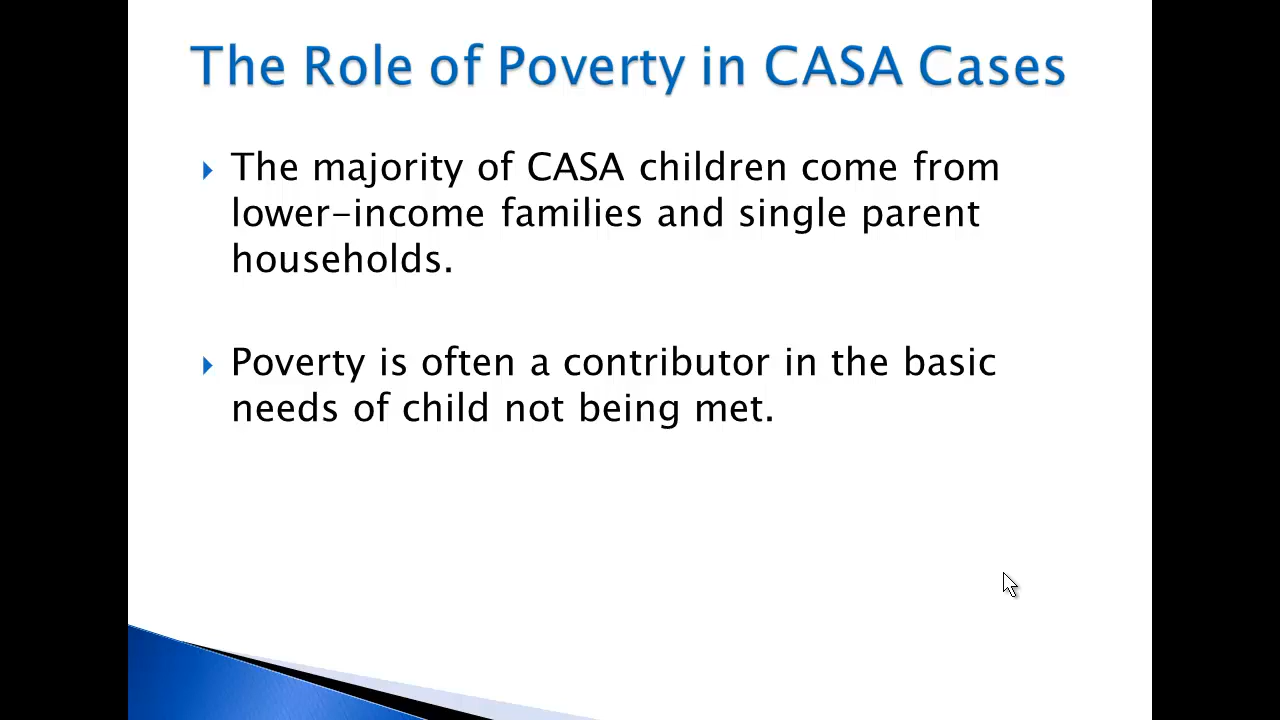 The Role of Poverty in CASA Cases
The majority of CASA children come from
lower-income families and single parent
households.
Poverty is often a contributor in the basic
needs of child not being met.